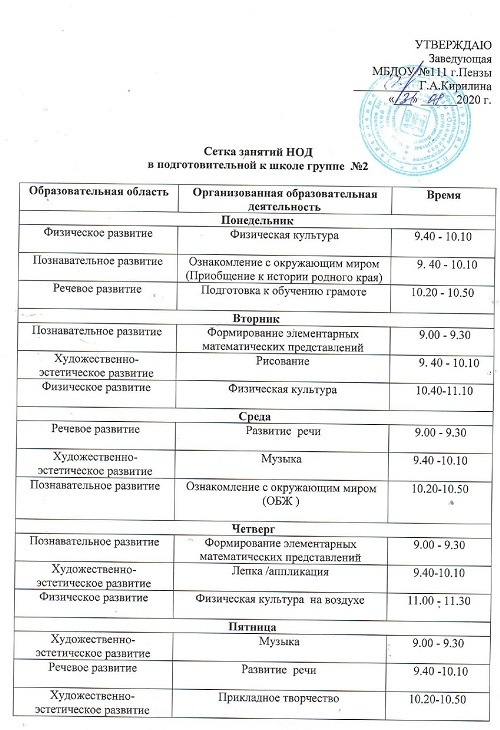 УТВЕРЖДАЮ
Заведующая
МБДОУ №111 г.Пензы
Г.А.Кирилина
«31» 08 2020 г.
Сетка занятий НОД
в подготовительной к школе группе №2
Образовательная область Организованная образовательная деятельность Время
Понедельник
Физическое развитие Физическая культура 9.40 - 10.10
Познавательное развитие Ознакомление с окружающим миром 9. 40 - 10.10
(Приобщение к истории родного края)
Речевое развитие Подготовка к обучению грамоте 10.20 - 10.50
Вторник
Познавательное развитие Формирование элементарных 9.00 - 9.30
математических представлений
Художественно- Рисование 9. 40 - 10.10
эстетическое развитие
Физическое развитие Физическая культура 10.40-11.10
Среда
Речевое развитие Развитие речи 9.00 - 9.30
Художественно- Музыка 9.40 -10.10
эстетическое развитие
Познавательное развитие Ознакомление с окружающим миром 10.20-10.50
(ОБЖ )
Четверг
Познавательное развитие Формирование элементарных 9.00 - 9.30
математических представлений
Художественно- Лепка /аппликация 9.40-10.10
эстетическое развитие
Физическое развитие Физическая культура на воздухе 11.00 - 11.30
Пятница
Художественно- Музыка 9.00 - 9.30
эстетическое развитие
Речевое развитие Развитие речи 9.40 -10.10
Художественно- Прикладное творчество 10.20-10.50
эстетическое развитие